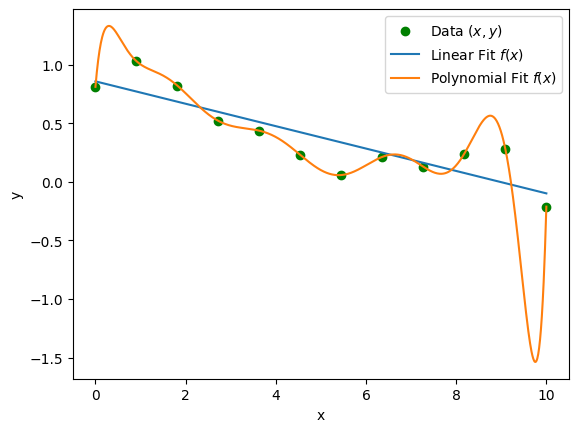 Data (x, y)
Linear Fit f(x)
Polynomial Fit f(x)
1.0
0.5
0.0
−0.5
−1.0
−1.5
y
0 2 4 6 8 10
x